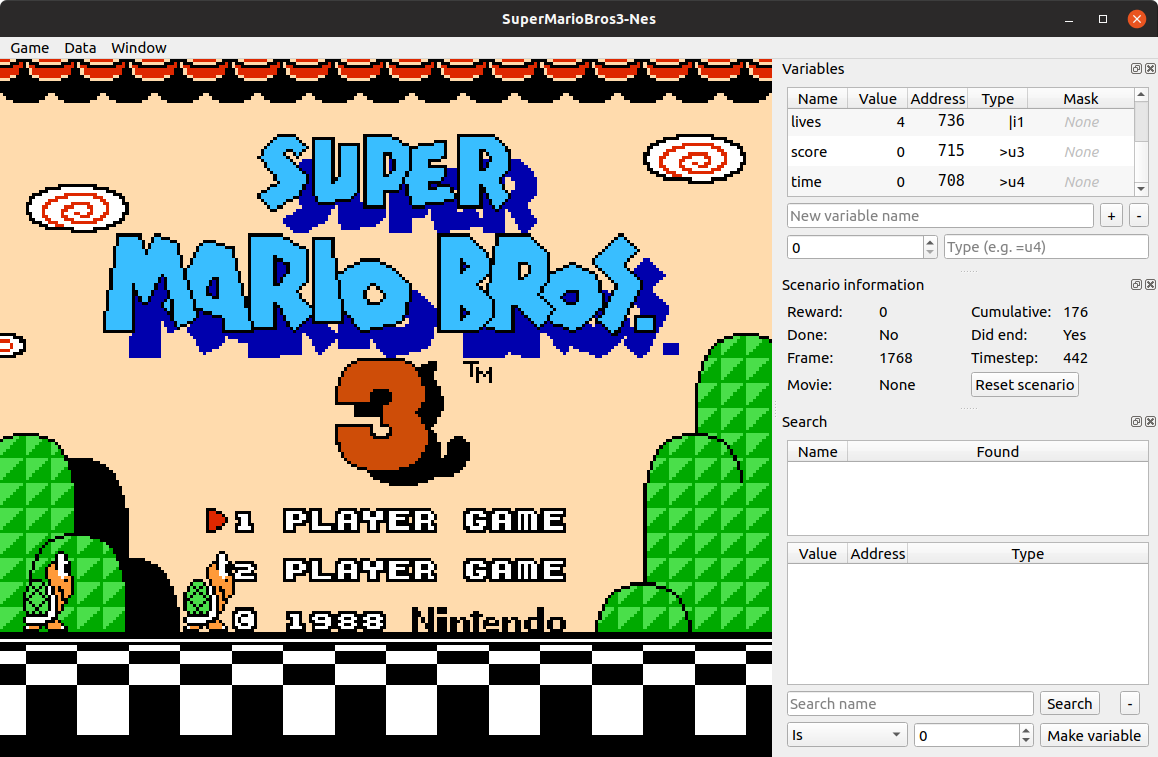 SuperMarioBros3-Nes
Game Data Window
SUPER
MARIO BROS.
3
TM
1 PLAYER GAME
2 PLAYER GAME
© 1988 Nintendo
Variables
Name Value Address Type Mask
lives 4 736 |i1 None
score 0 715 >u3 None
time 0 708 >u4 None
New variable name + -
0 Type (e.g. =u4)
Scenario information
Reward: 0 Cumulative: 176
Done: No Did end: Yes
Frame: 1768 Timestep: 442
Movie: None Reset scenario
Search
Name Found
Value Address Type
Search name Search -
Is 0 Make variable